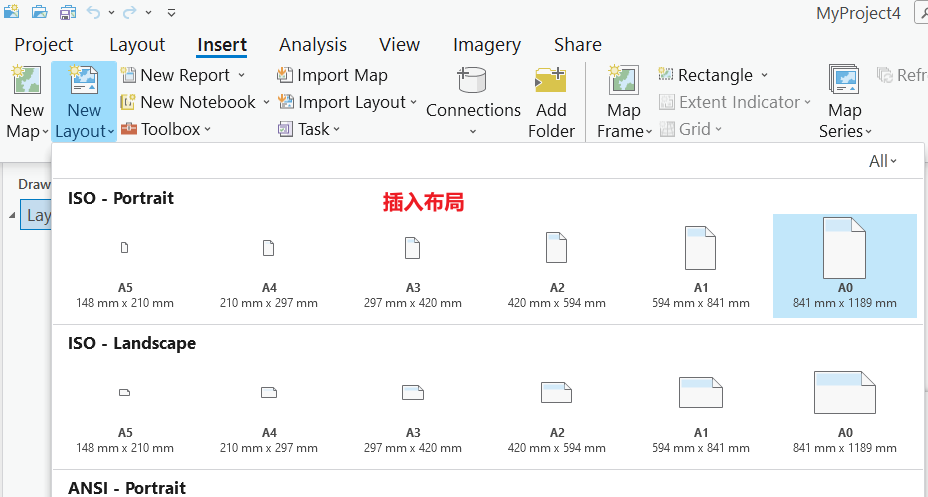 MyProject4
Project Layout Insert Analysis View Imagery Share
New Map
New Layout
New Report
New Notebook
Toolbox
Import Map
Import Layout
Task
Connections
Add Folder
Map Frame
Rectangle
Extent Indicator
Grid
Map Series
Refr
All
Draw
Lay
ISO - Portrait
插入布局
A5 A4 A3 A2 A1 A0
148 mm x 210 mm 210 mm x 297 mm 297 mm x 420 mm 420 mm x 594 mm 594 mm x 841 mm 841 mm x 1189 mm
ISO - Landscape
A5 A4 A3 A2 A1 A0
148 mm x 210 mm 210 mm x 297 mm 297 mm x 420 mm 420 mm x 594 mm 594 mm x 841 mm 841 mm x 1189 mm
ANSI - Portrait